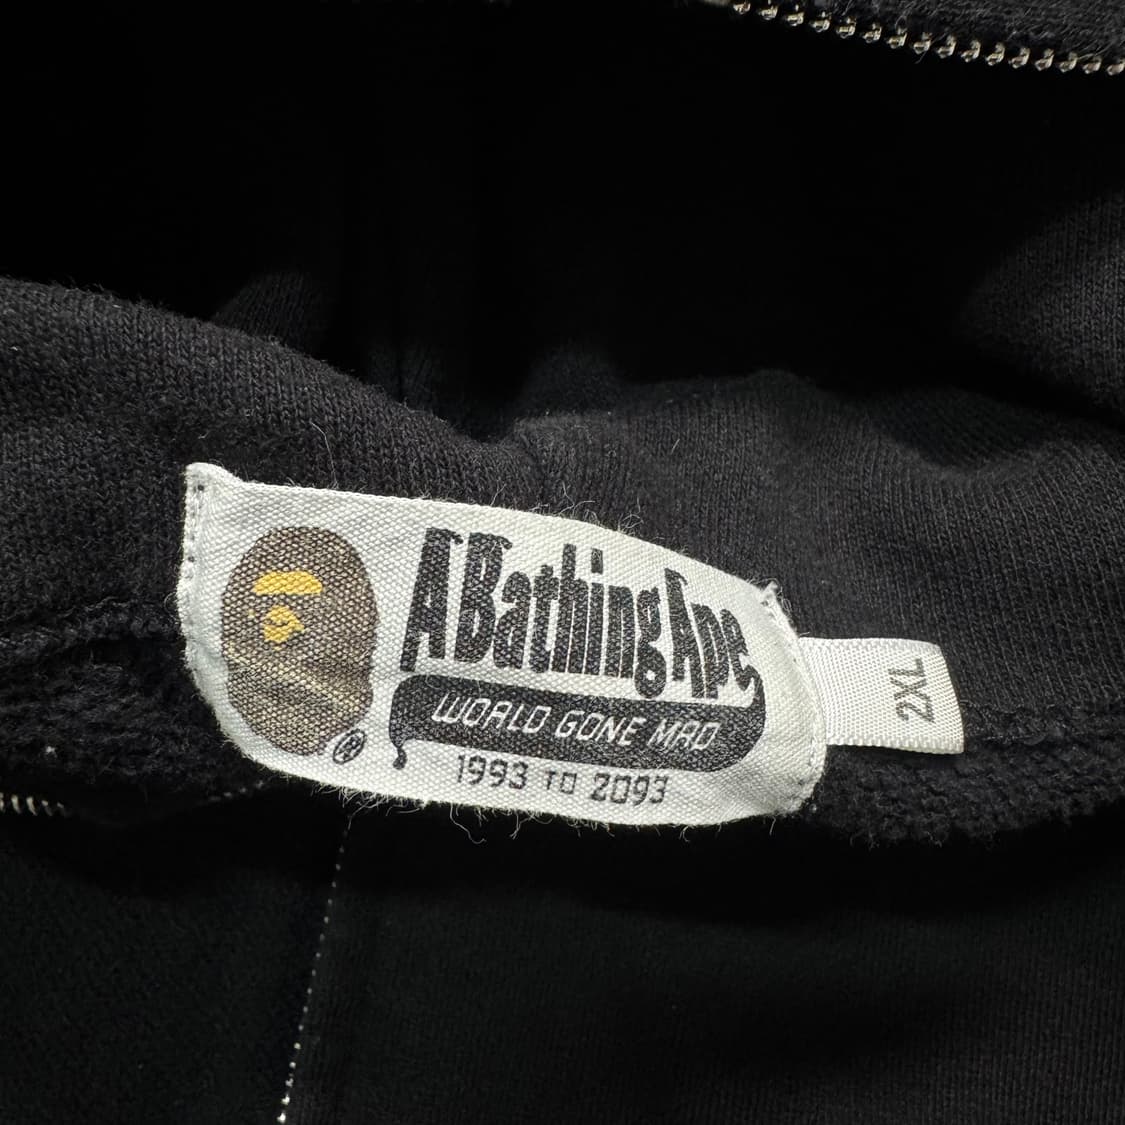 A Bathing Ape
WORLD GONE MAD
1993 TO 2093
®
2XL